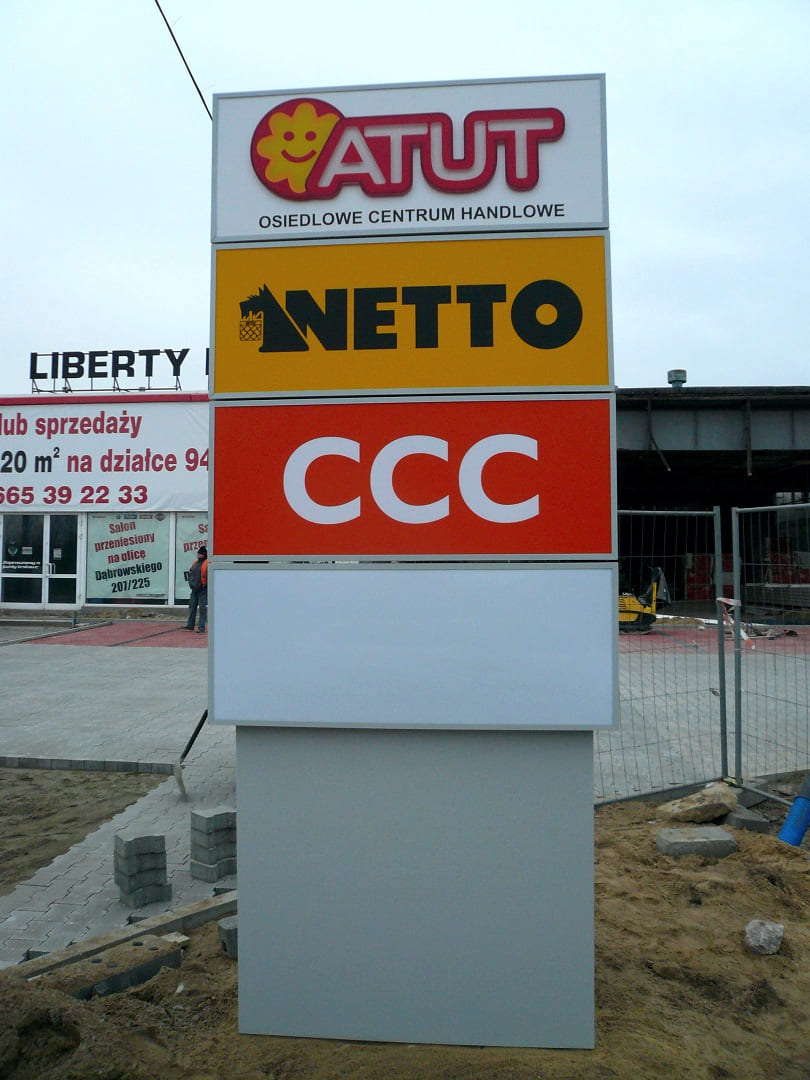 ATUT
OSIEDLOWE CENTRUM HANDLOWE
NETTO
CCC
LIBERTY
lub sprzedaży
20 m² na działce 94
665 39 22 33
Salon
przeniesiony
na ulicę
Dąbrowskiego
207/225